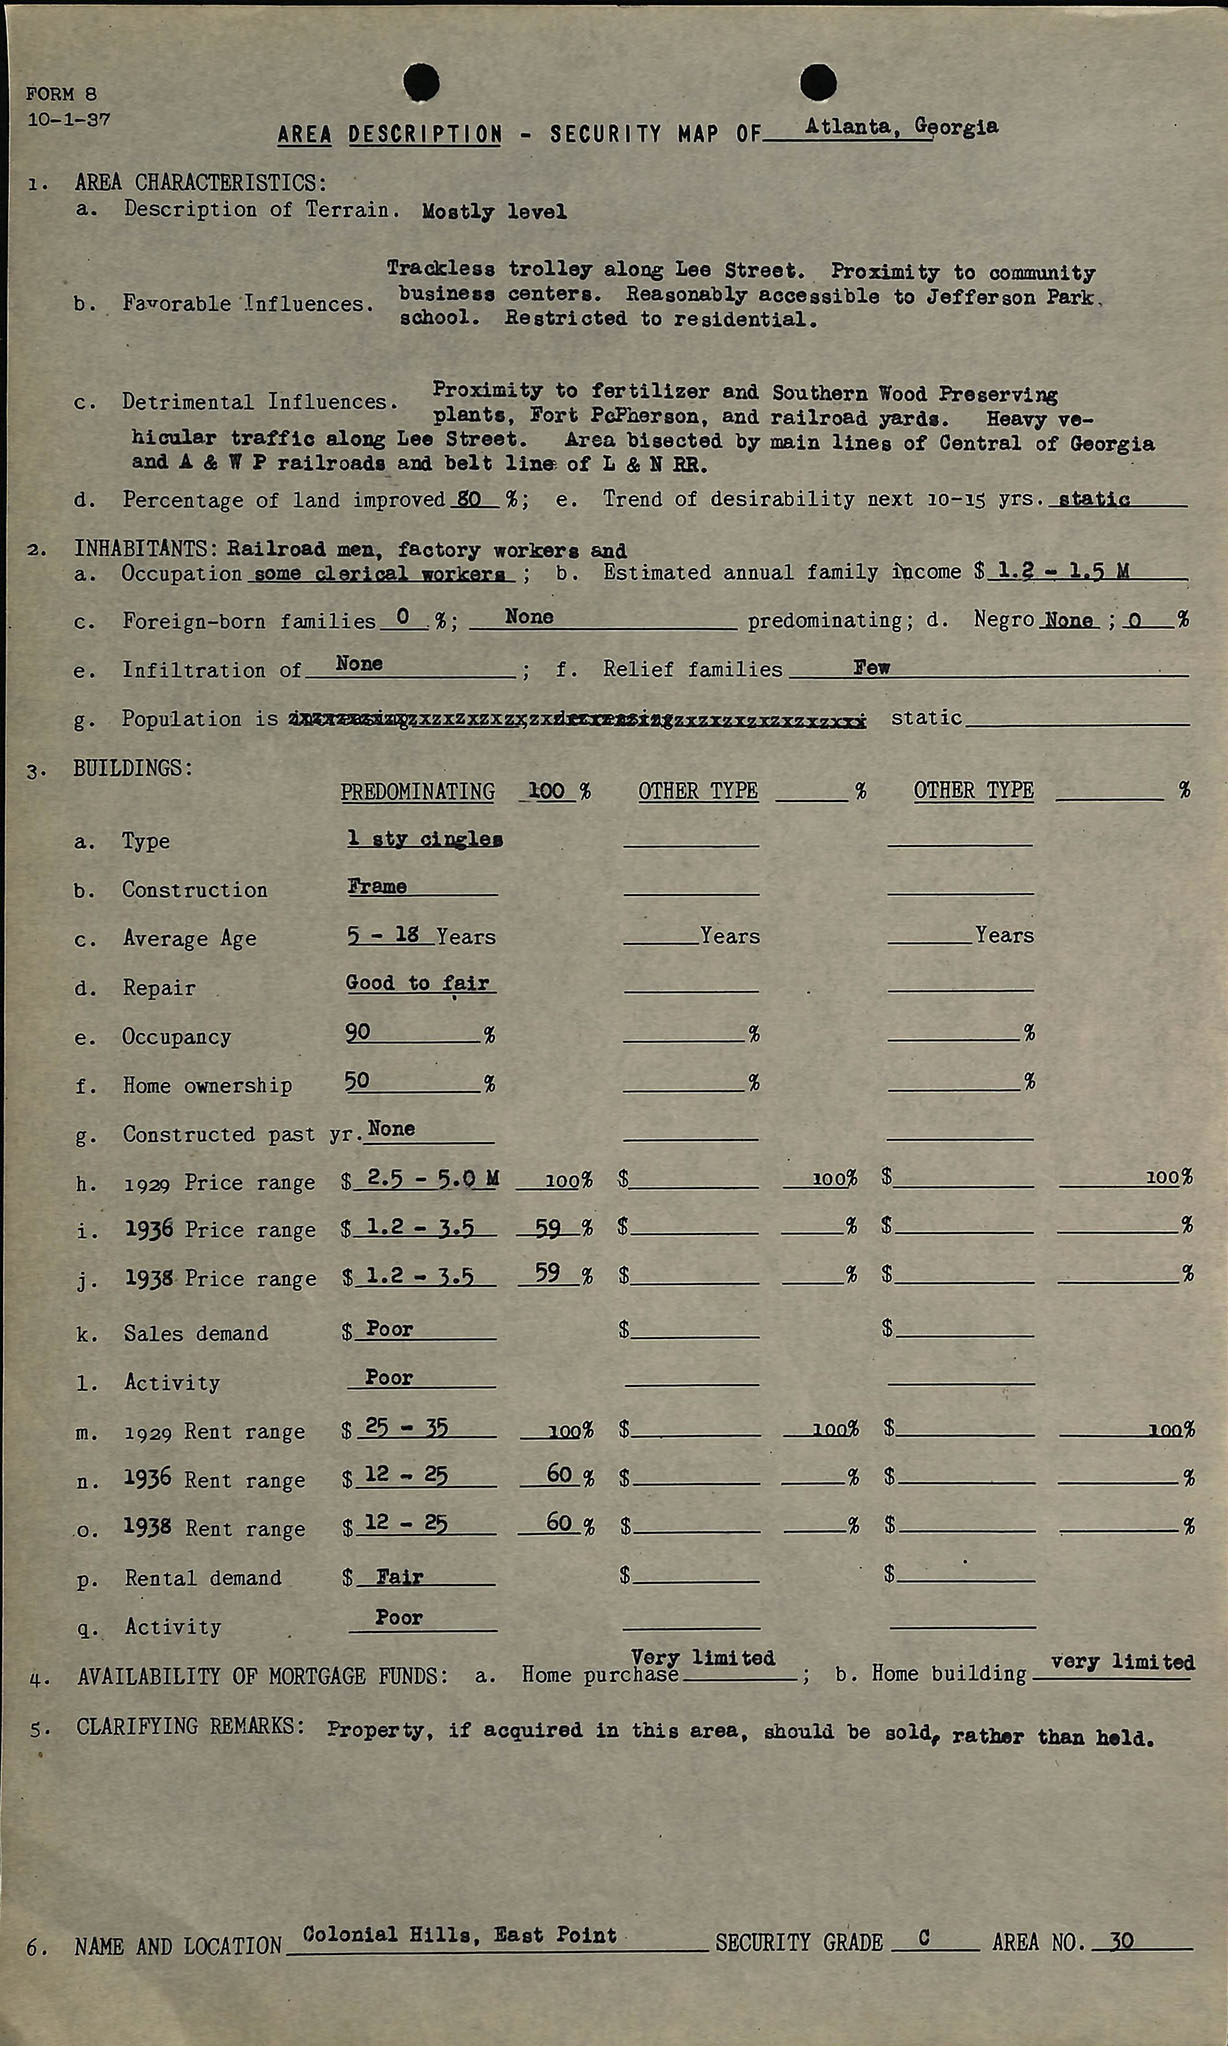 FORM 8
10-1-37
AREA DESCRIPTION - SECURITY MAP OF Atlanta, Georgia
1. AREA CHARACTERISTICS:
a. Description of Terrain. Mostly level
b. Favorable Influences. Trackless trolley along Lee Street. Proximity to community
business centers. Reasonably accessible to Jefferson Park
school. Restricted to residential.
c. Detrimental Influences. Proximity to fertilizer and Southern Wood Preserving
plants, Fort PcPherson, and railroad yards. Heavy ve-
hicular traffic along Lee Street. Area bisected by main lines of Central of Georgia
and A & W P railroads and belt line of L & N RR.
d. Percentage of land improved 80 %; e. Trend of desirability next 10-15 yrs. static
2. INHABITANTS: Railroad men, factory workers and
a. Occupation some clerical workers ; b. Estimated annual family income $ 1.2 - 1.5 M
c. Foreign-born families 0 %; None predominating; d. Negro None ; 0 %
e. Infiltration of None ; f. Relief families Few
g. Population is static
3. BUILDINGS:
PREDOMINATING 100 % OTHER TYPE % OTHER TYPE %
a. Type 1 sty cingles
b. Construction Frame
c. Average Age 5 - 18 Years Years Years
d. Repair Good to fair
e. Occupancy 90 % % %
f. Home ownership 50 % % %
g. Constructed past yr. None
h. 1929 Price range $ 2.5 - 5.0 M 100% $ 100% $ 100%
i. 1936 Price range $ 1.2 - 3.5 59 % $ % $ %
j. 1938 Price range $ 1.2 - 3.5 59 % $ % $ %
k. Sales demand $ Poor $ $
l. Activity Poor
m. 1929 Rent range $ 25 - 35 100% $ 100% $ 100%
n. 1936 Rent range $ 12 - 25 60 % $ % $ %
o. 1938 Rent range $ 12 - 25 60 % $ % $ %
p. Rental demand $ Fair $ $
q. Activity Poor
4. AVAILABILITY OF MORTGAGE FUNDS: a. Home purchase Very limited ; b. Home building very limited
5. CLARIFYING REMARKS: Property, if acquired in this area, should be sold, rather than held.
6. NAME AND LOCATION Colonial Hills, East Point SECURITY GRADE C AREA NO. 30